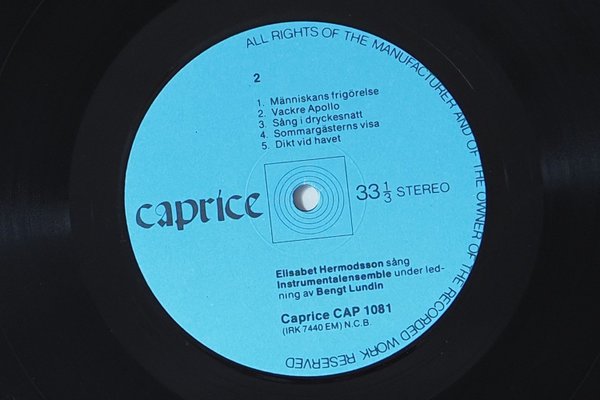 ALL RIGHTS OF THE MANUFACTURER AND OF THE OWNER OF THE RECORDED WORK RESERVED
2
1. Människans frigörelse
2. Vackre Apollo
3. Sång i dryckesnatt
4. Sommargästerns visa
5. Dikt vid havet
caprice
33 1/3 STEREO
Elisabet Hermodsson sång
Instrumentalensemble under led-
ning av Bengt Lundin
Caprice CAP 1081
(IRK 7440 EM) N.C.B.